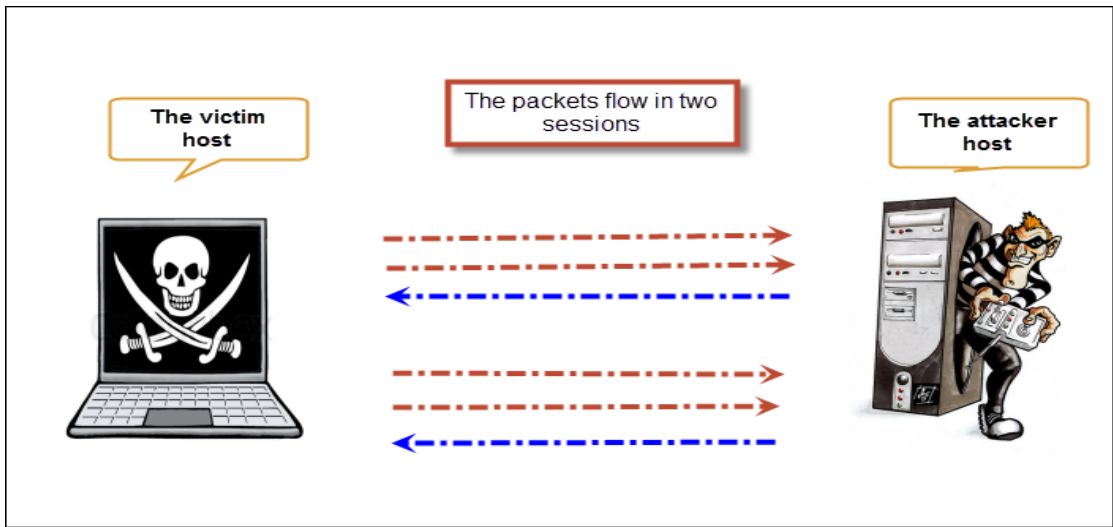 The victim
host
The packets flow in two
sessions
The attacker
host